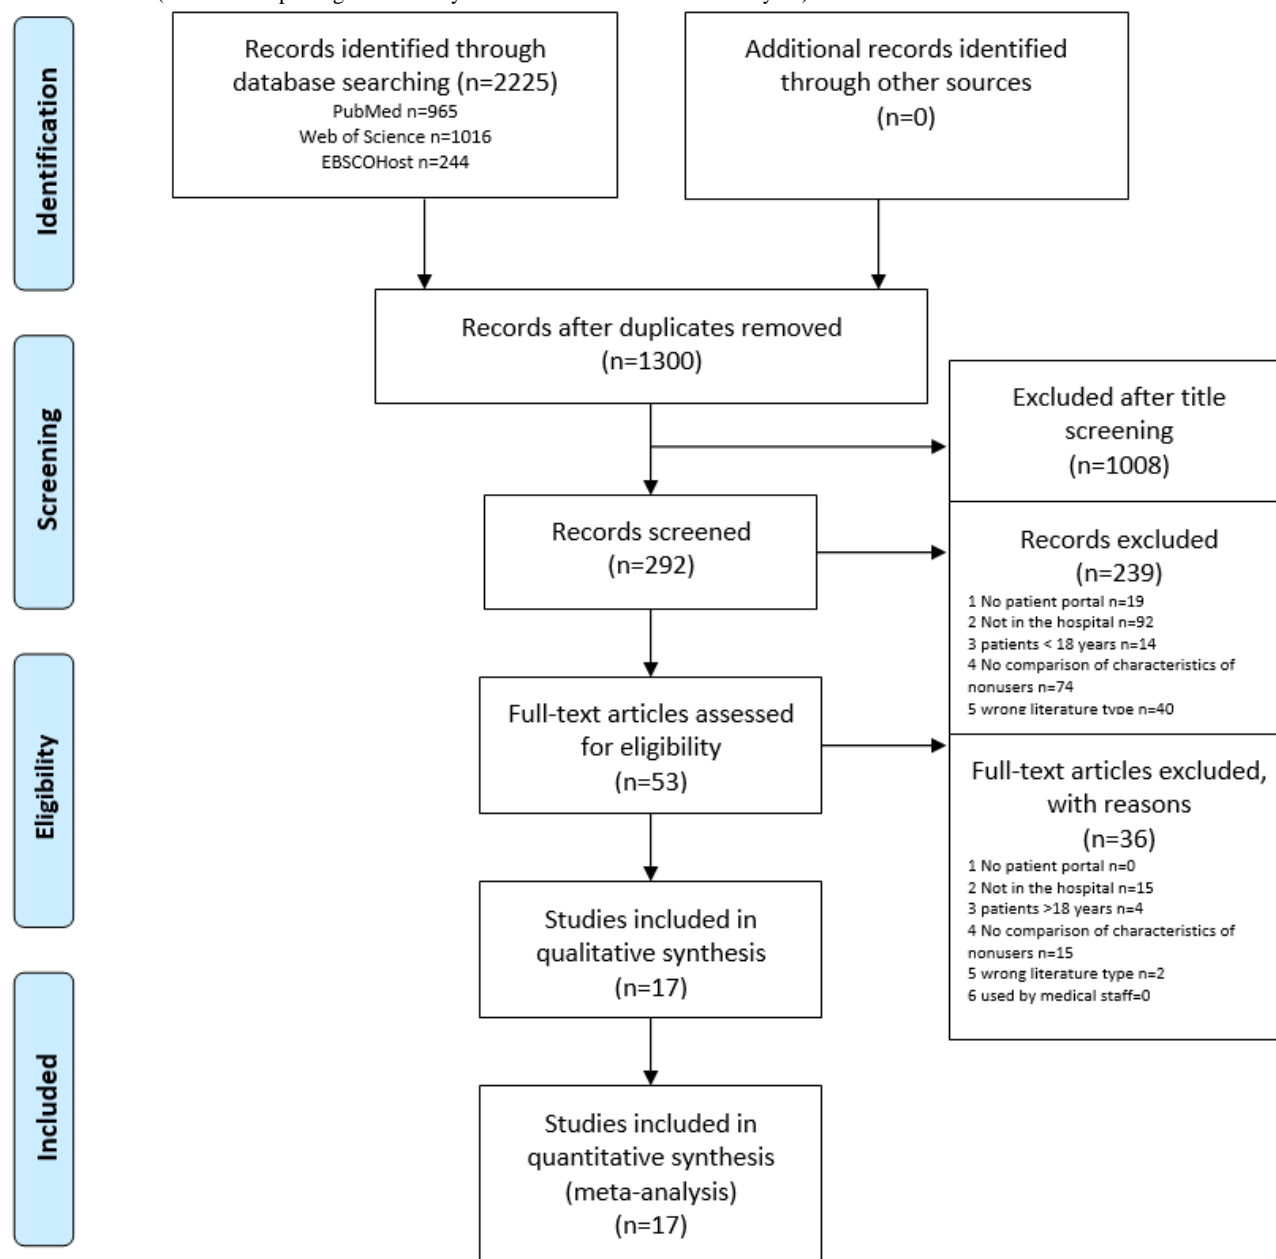 Records identified through
database searching (n=2225)
PubMed n=965
Web of Science n=1016
EBSCOHost n=244
Additional records identified
through other sources
(n=0)
Identification
Records after duplicates removed
(n=1300)
Screening
Excluded after title
screening
(n=1008)
Records screened
(n=292)
Records excluded
(n=239)
1 No patient portal n=19
2 Not in the hospital n=92
3 patients < 18 years n=14
4 No comparison of characteristics of
nonusers n=74
5 wrong literature type n=40
Eligibility
Full-text articles assessed
for eligibility
(n=53)
Full-text articles excluded,
with reasons
(n=36)
1 No patient portal n=0
2 Not in the hospital n=15
3 patients >18 years n=4
4 No comparison of characteristics of
nonusers n=15
5 wrong literature type n=2
6 used by medical staff=0
Studies included in
qualitative synthesis
(n=17)
Included
Studies included in
quantitative synthesis
(meta-analysis)
(n=17)